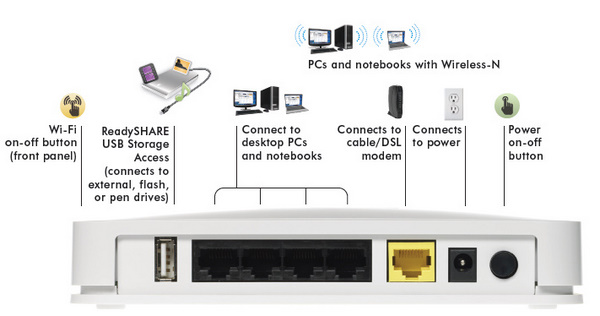 PCs and notebooks with Wireless-N
Wi-Fi
on-off button
(front panel)
ReadySHARE
USB Storage
Access
(connects to
external, flash,
or pen drives)
Connect to
desktop PCs
and notebooks
Connects to
cable/DSL
modem
Connects
to power
Power
on-off
button